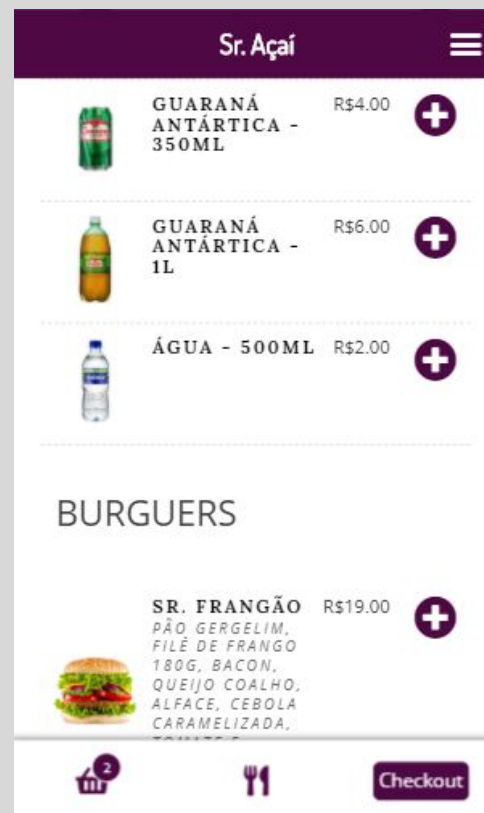 Sr. Açaí
GUARANÁ
ANTÁRTICA -
350ML
R$4.00
GUARANÁ
ANTÁRTICA -
1L
R$6.00
ÁGUA - 500ML
R$2.00
BURGUERS
SR. FRANGÃO
R$19.00
PÃO GERGELIM,
FILÉ DE FRANGO
180G, BACON,
QUEIJO COALHO,
ALFACE, CEBOLA
CARAMELIZADA,
2
Checkout